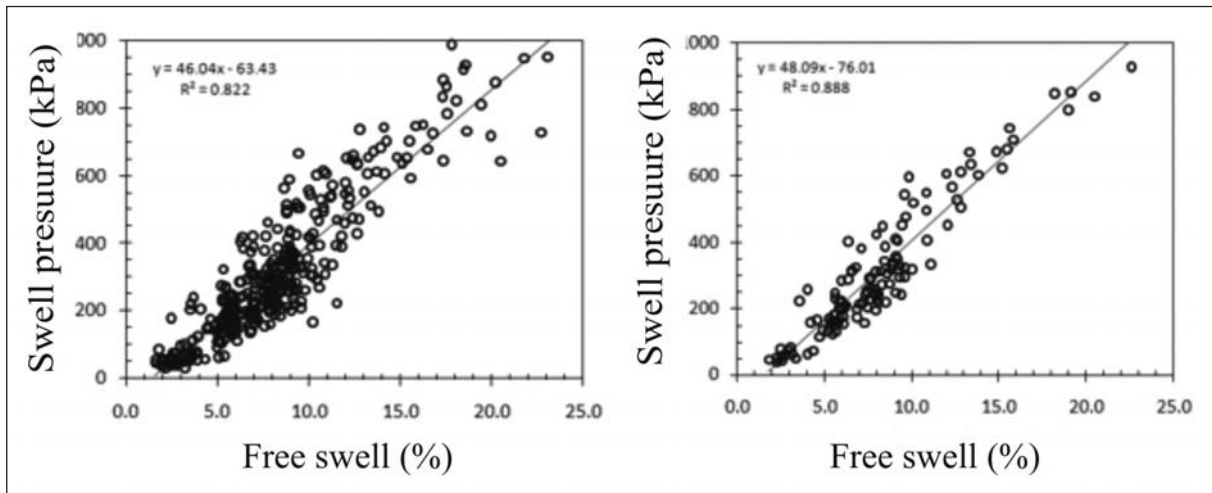 Swell presuure (kPa)
000
800
600
400
200
0
y = 46.04x - 63.43
R² = 0.822
0.0 5.0 10.0 15.0 20.0 25.0
Free swell (%)
Swell presuure (kPa)
1000
800
600
400
200
0
y = 48.09x - 76.01
R² = 0.888
0.0 5.0 10.0 15.0 20.0 25.0
Free swell (%)